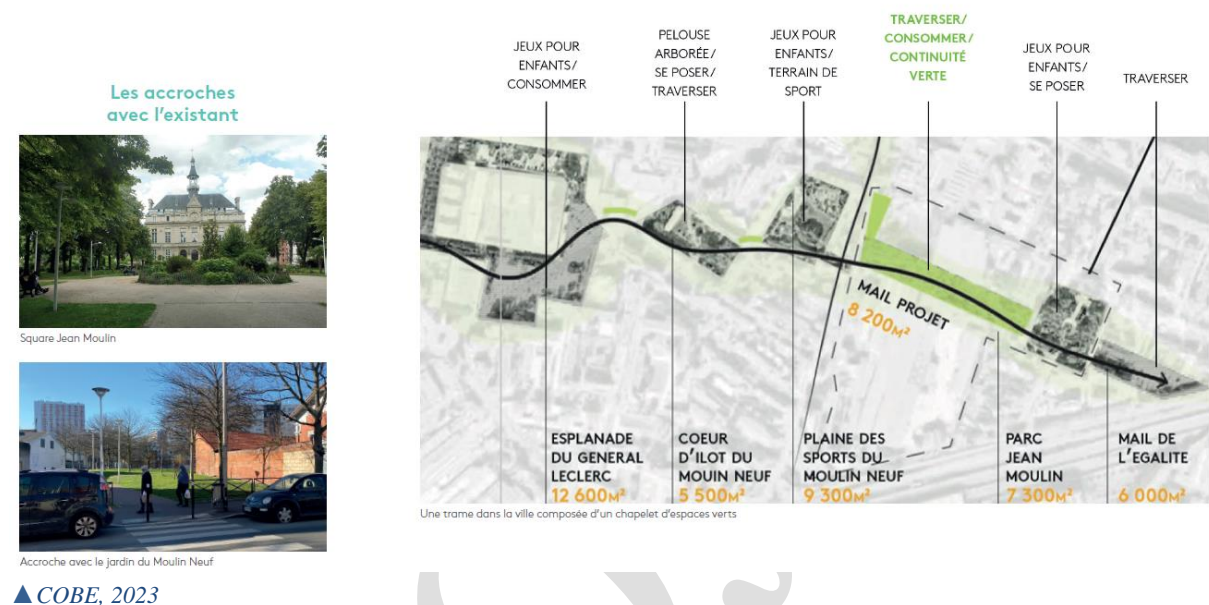 Les accroches
avec l'existant
Square Jean Moulin
Accroche avec le jardin du Moulin Neuf
▲ COBE, 2023
JEUX POUR
ENFANTS/
CONSOMMER
PELOUSE
ARBORÉE/
SE POSER/
TRAVERSER
JEUX POUR
ENFANTS/
TERRAIN DE
SPORT
TRAVERSER/
CONSOMMER/
CONTINUITÉ
VERTE
JEUX POUR
ENFANTS/
SE POSER
TRAVERSER
MAIL PROJET
8 200M²
ESPLANADE
DU GENERAL
LECLERC
12 600M²
COEUR
D'ILOT DU
MOUIN NEUF
5 500M²
PLAINE DES
SPORTS DU
MOULIN NEUF
9 300M²
PARC
JEAN
MOULIN
7 300M²
MAIL DE
L'EGALITE
6 000M²
Une trame dans la ville composée d'un chapelet d'espaces verts